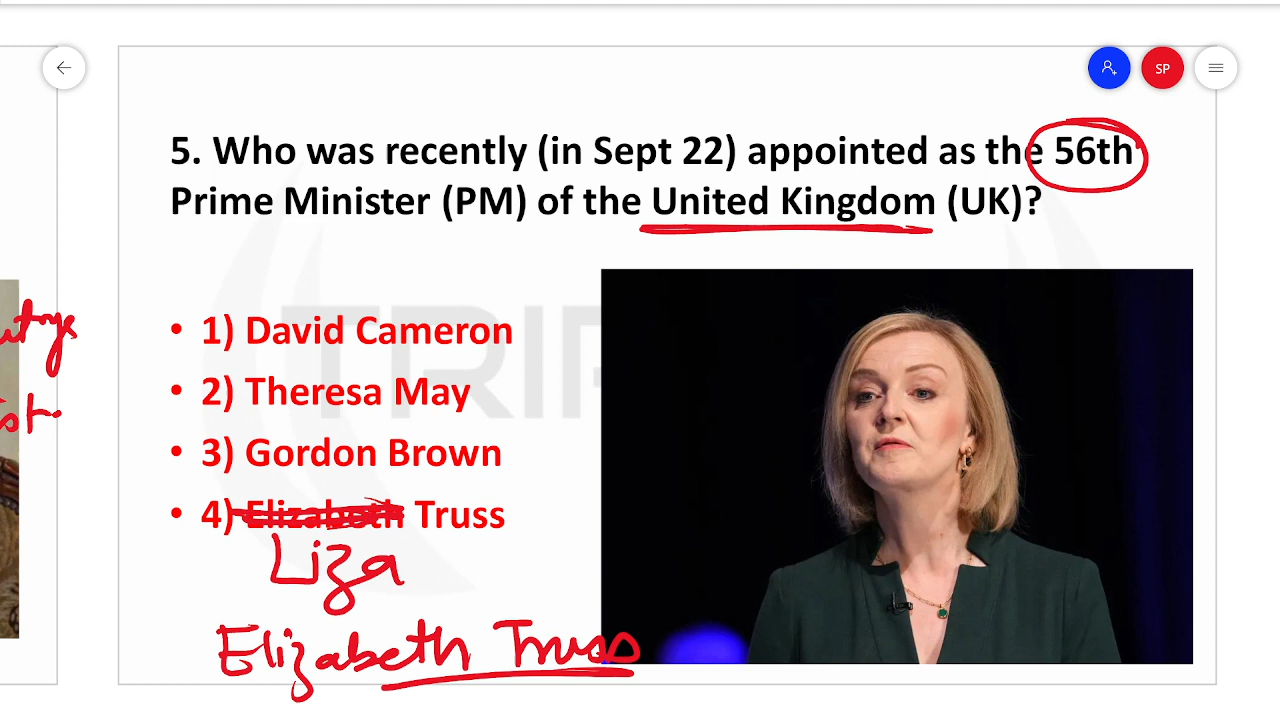 SP
5. Who was recently (in Sept 22) appointed as the 56th
Prime Minister (PM) of the United Kingdom (UK)?
• 1) David Cameron
• 2) Theresa May
• 3) Gordon Brown
• 4) Elizabeth Truss
Liza
Elizabeth Truss